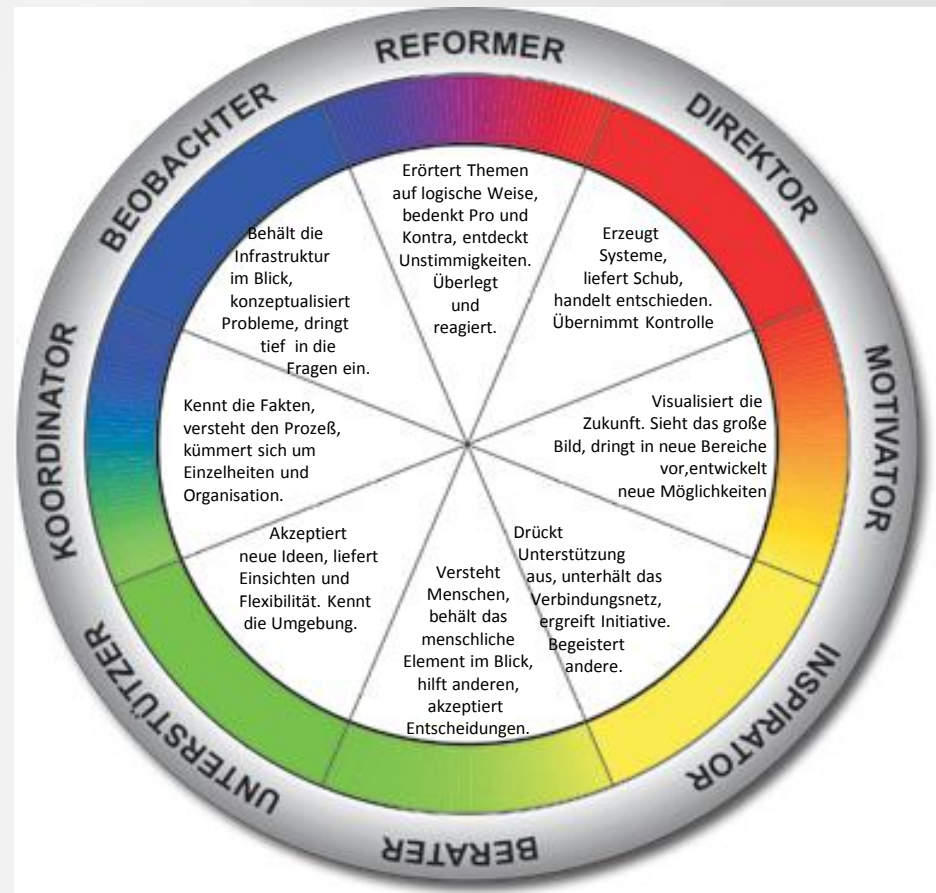 REFORMER
Erörtert Themen
auf logische Weise,
bedenkt Pro und
Kontra, entdeckt
Unstimmigkeiten.
Überlegt
und
reagiert.
DIREKTOR
Erzeugt
Systeme,
liefert Schub,
handelt entschieden.
Übernimmt Kontrolle
MOTIVATOR
Visualisiert die
Zukunft. Sieht das große
Bild, dringt in neue Bereiche
vor,entwickelt
neue Möglichkeiten
INSPIRATOR
Drückt
Unterstützung
aus, unterhält das
Verbindungsnetz,
ergreift Initiative.
Begeistert
andere.
BERATER
Versteht
Menschen,
behält das
menschliche
Element im Blick,
hilft anderen,
akzeptiert
Entscheidungen.
UNTERSTÜTZER
Akzeptiert
neue Ideen, liefert
Einsichten und
Flexibilität. Kennt
die Umgebung.
KOORDINATOR
Kennt die Fakten,
versteht den Prozeß,
kümmert sich um
Einzelheiten und
Organisation.
BEOBACHTER
Behält die
Infrastruktur
im Blick,
konzeptualisiert
Probleme, dringt
tief in die
Fragen ein.